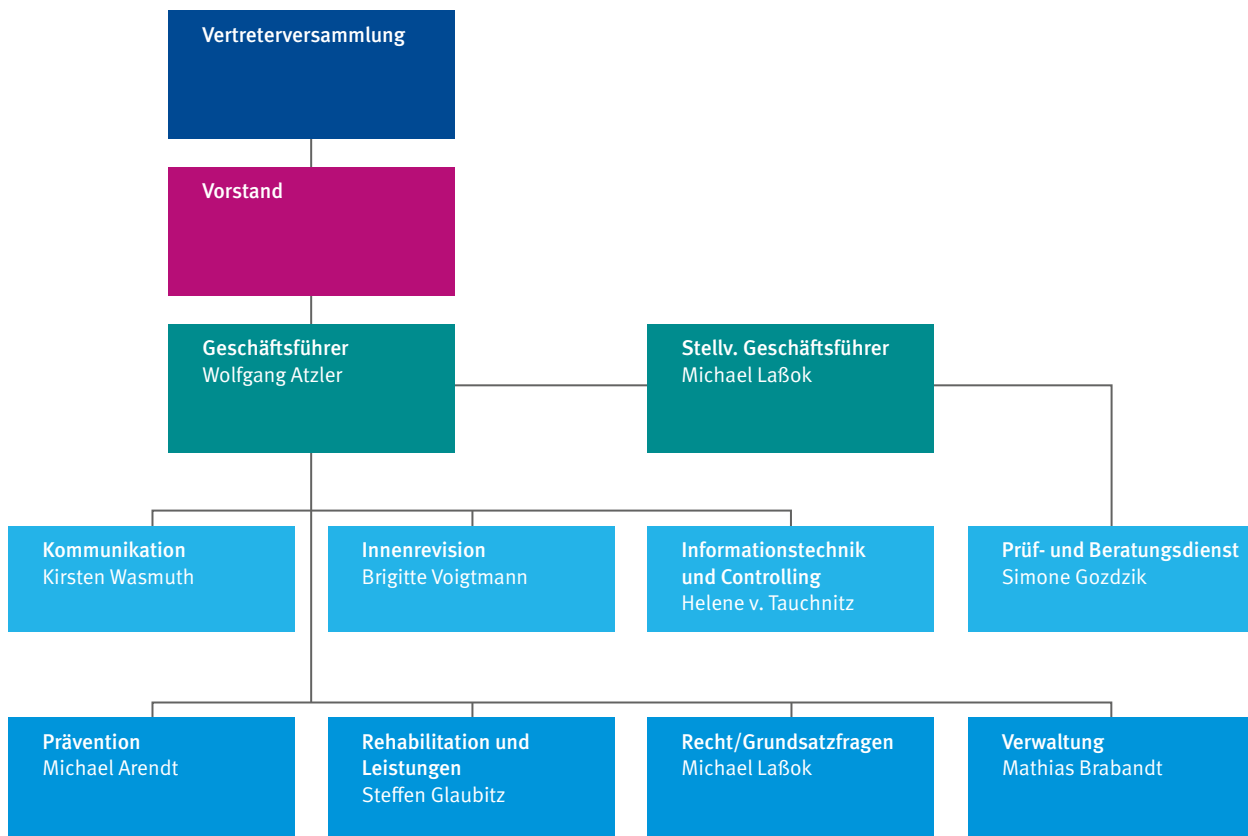 Vertreterversammlung
Vorstand
Geschäftsführer
Wolfgang Atzler
Stellv. Geschäftsführer
Michael Laßok
Kommunikation
Kirsten Wasmuth
Innenrevision
Brigitte Voigtmann
Informationstechnik
und Controlling
Helene v. Tauchnitz
Prüf- und Beratungsdienst
Simone Gozdzik
Prävention
Michael Arendt
Rehabilitation und
Leistungen
Steffen Glaubitz
Recht/Grundsatzfragen
Michael Laßok
Verwaltung
Mathias Brabandt